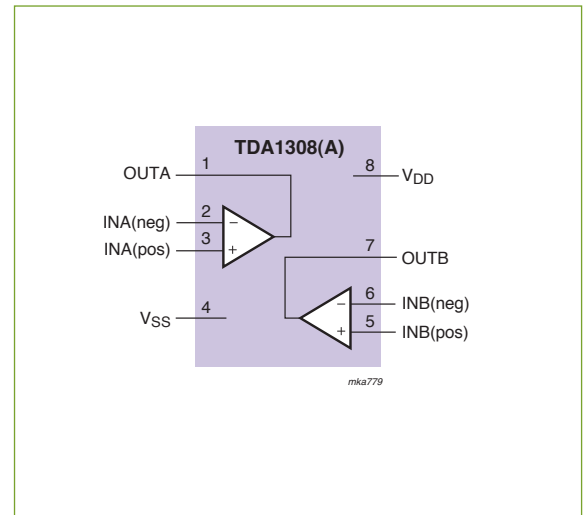 TDA1308(A)
OUTA 1
INA(neg) 2 −
INA(pos) 3 +
VSS 4
8 VDD
7 OUTB
− 6 INB(neg)
+ 5 INB(pos)
mka779